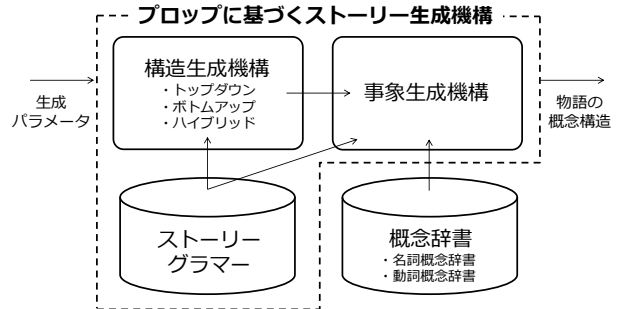 プロップに基づくストーリー生成機構
構造生成機構
・トップダウン
・ボトムアップ
・ハイブリッド
事象生成機構
生成
パラメータ
物語の
概念構造
ストーリー
グラマー
概念辞書
・名詞概念辞書
・動詞概念辞書